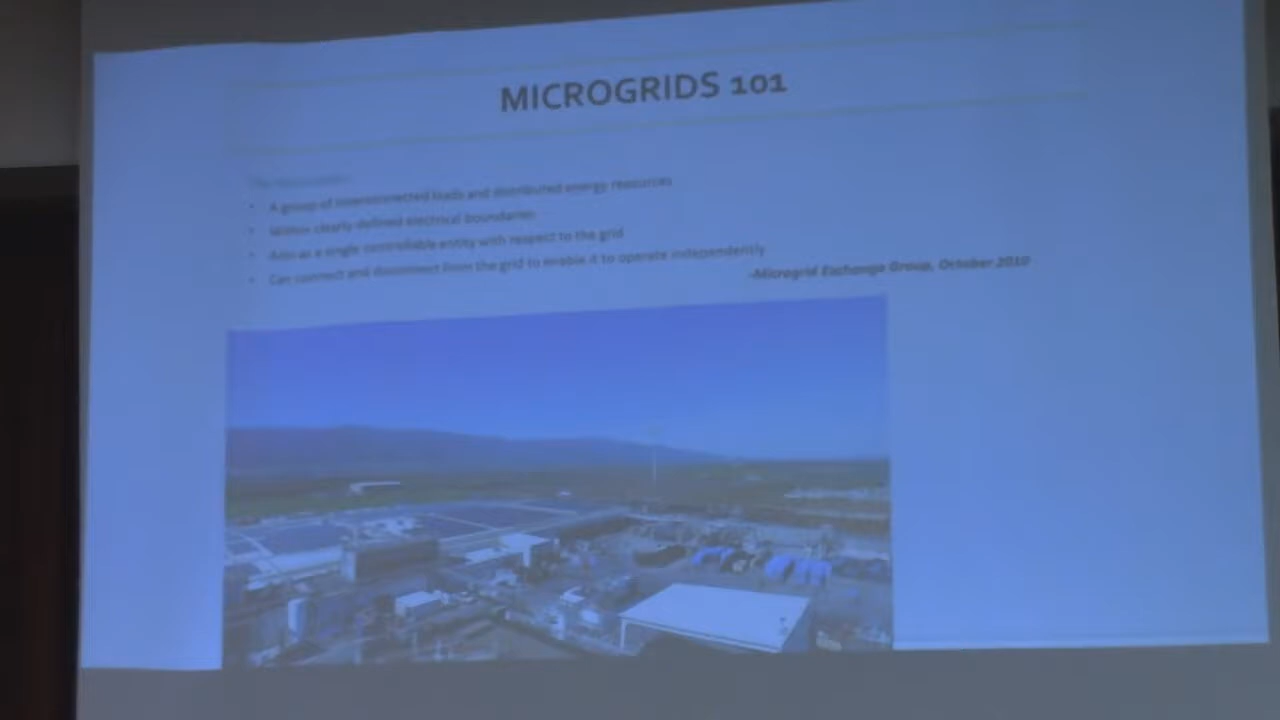 MICROGRIDS 101
• A group of interconnected loads and distributed energy resources
• Within clearly defined electrical boundaries
• Acts as a single controllable entity with respect to the grid
• Can connect and disconnect from the grid to enable it to operate independently
-Microgrid Exchange Group, October 2010